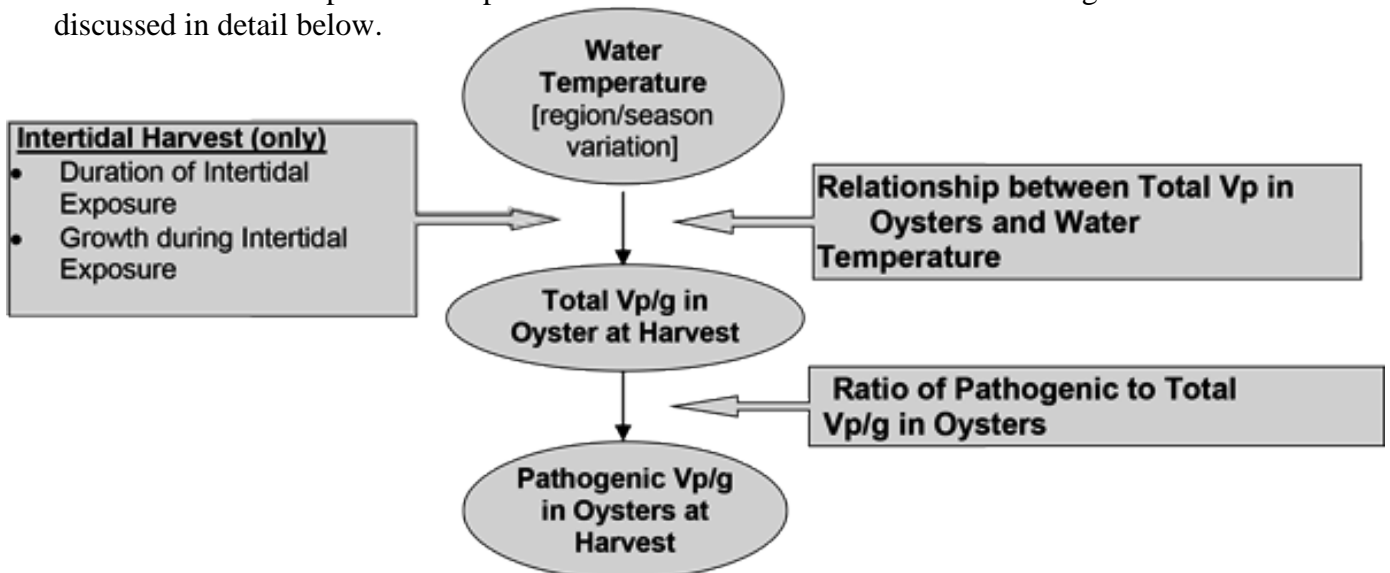 discussed in detail below.
Water
Temperature
[region/season
variation]
Intertidal Harvest (only)
• Duration of Intertidal
Exposure
• Growth during Intertidal
Exposure
Relationship between Total Vp in
Oysters and Water
Temperature
Total Vp/g in
Oyster at Harvest
Ratio of Pathogenic to Total
Vp/g in Oysters
Pathogenic Vp/g
in Oysters at
Harvest